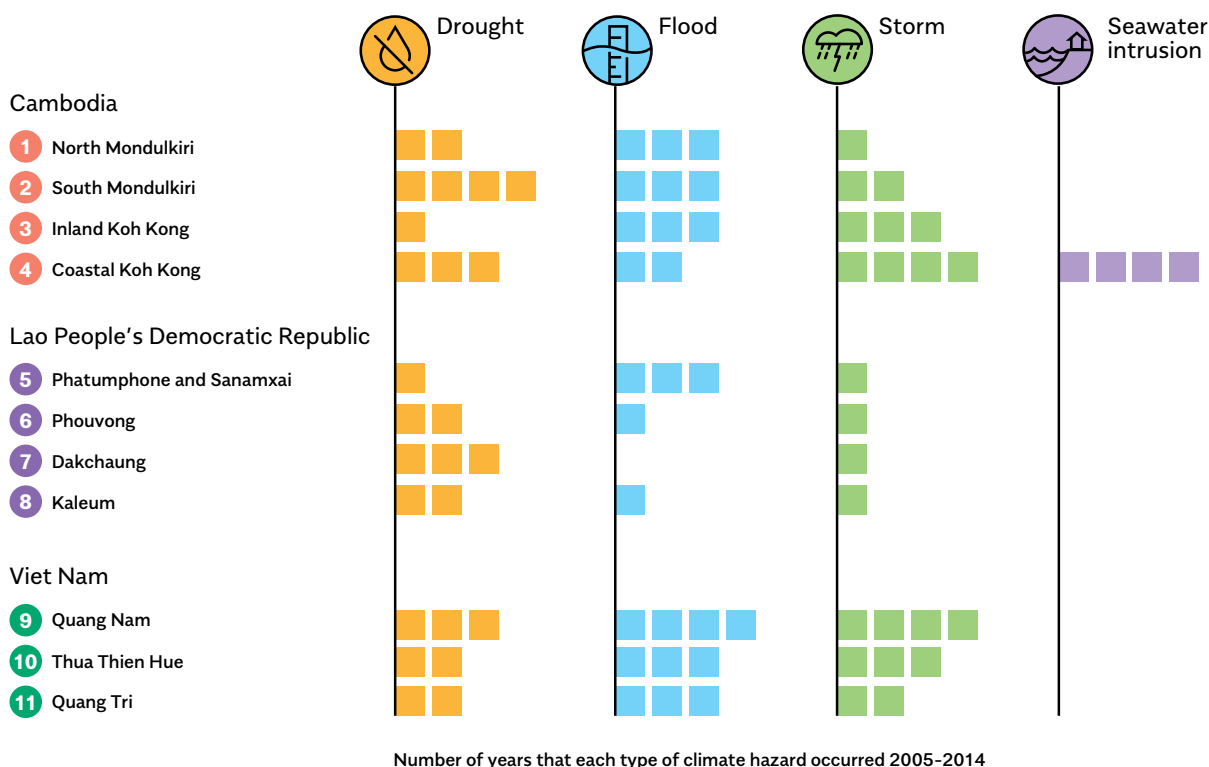 Drought
Flood
Storm
Seawater
intrusion
Cambodia
1 North Mondulkiri
2 South Mondulkiri
3 Inland Koh Kong
4 Coastal Koh Kong
Lao People’s Democratic Republic
5 Phatumphone and Sanamxai
6 Phouvong
7 Dakchaung
8 Kaleum
Viet Nam
9 Quang Nam
10 Thua Thien Hue
11 Quang Tri
Number of years that each type of climate hazard occurred 2005-2014